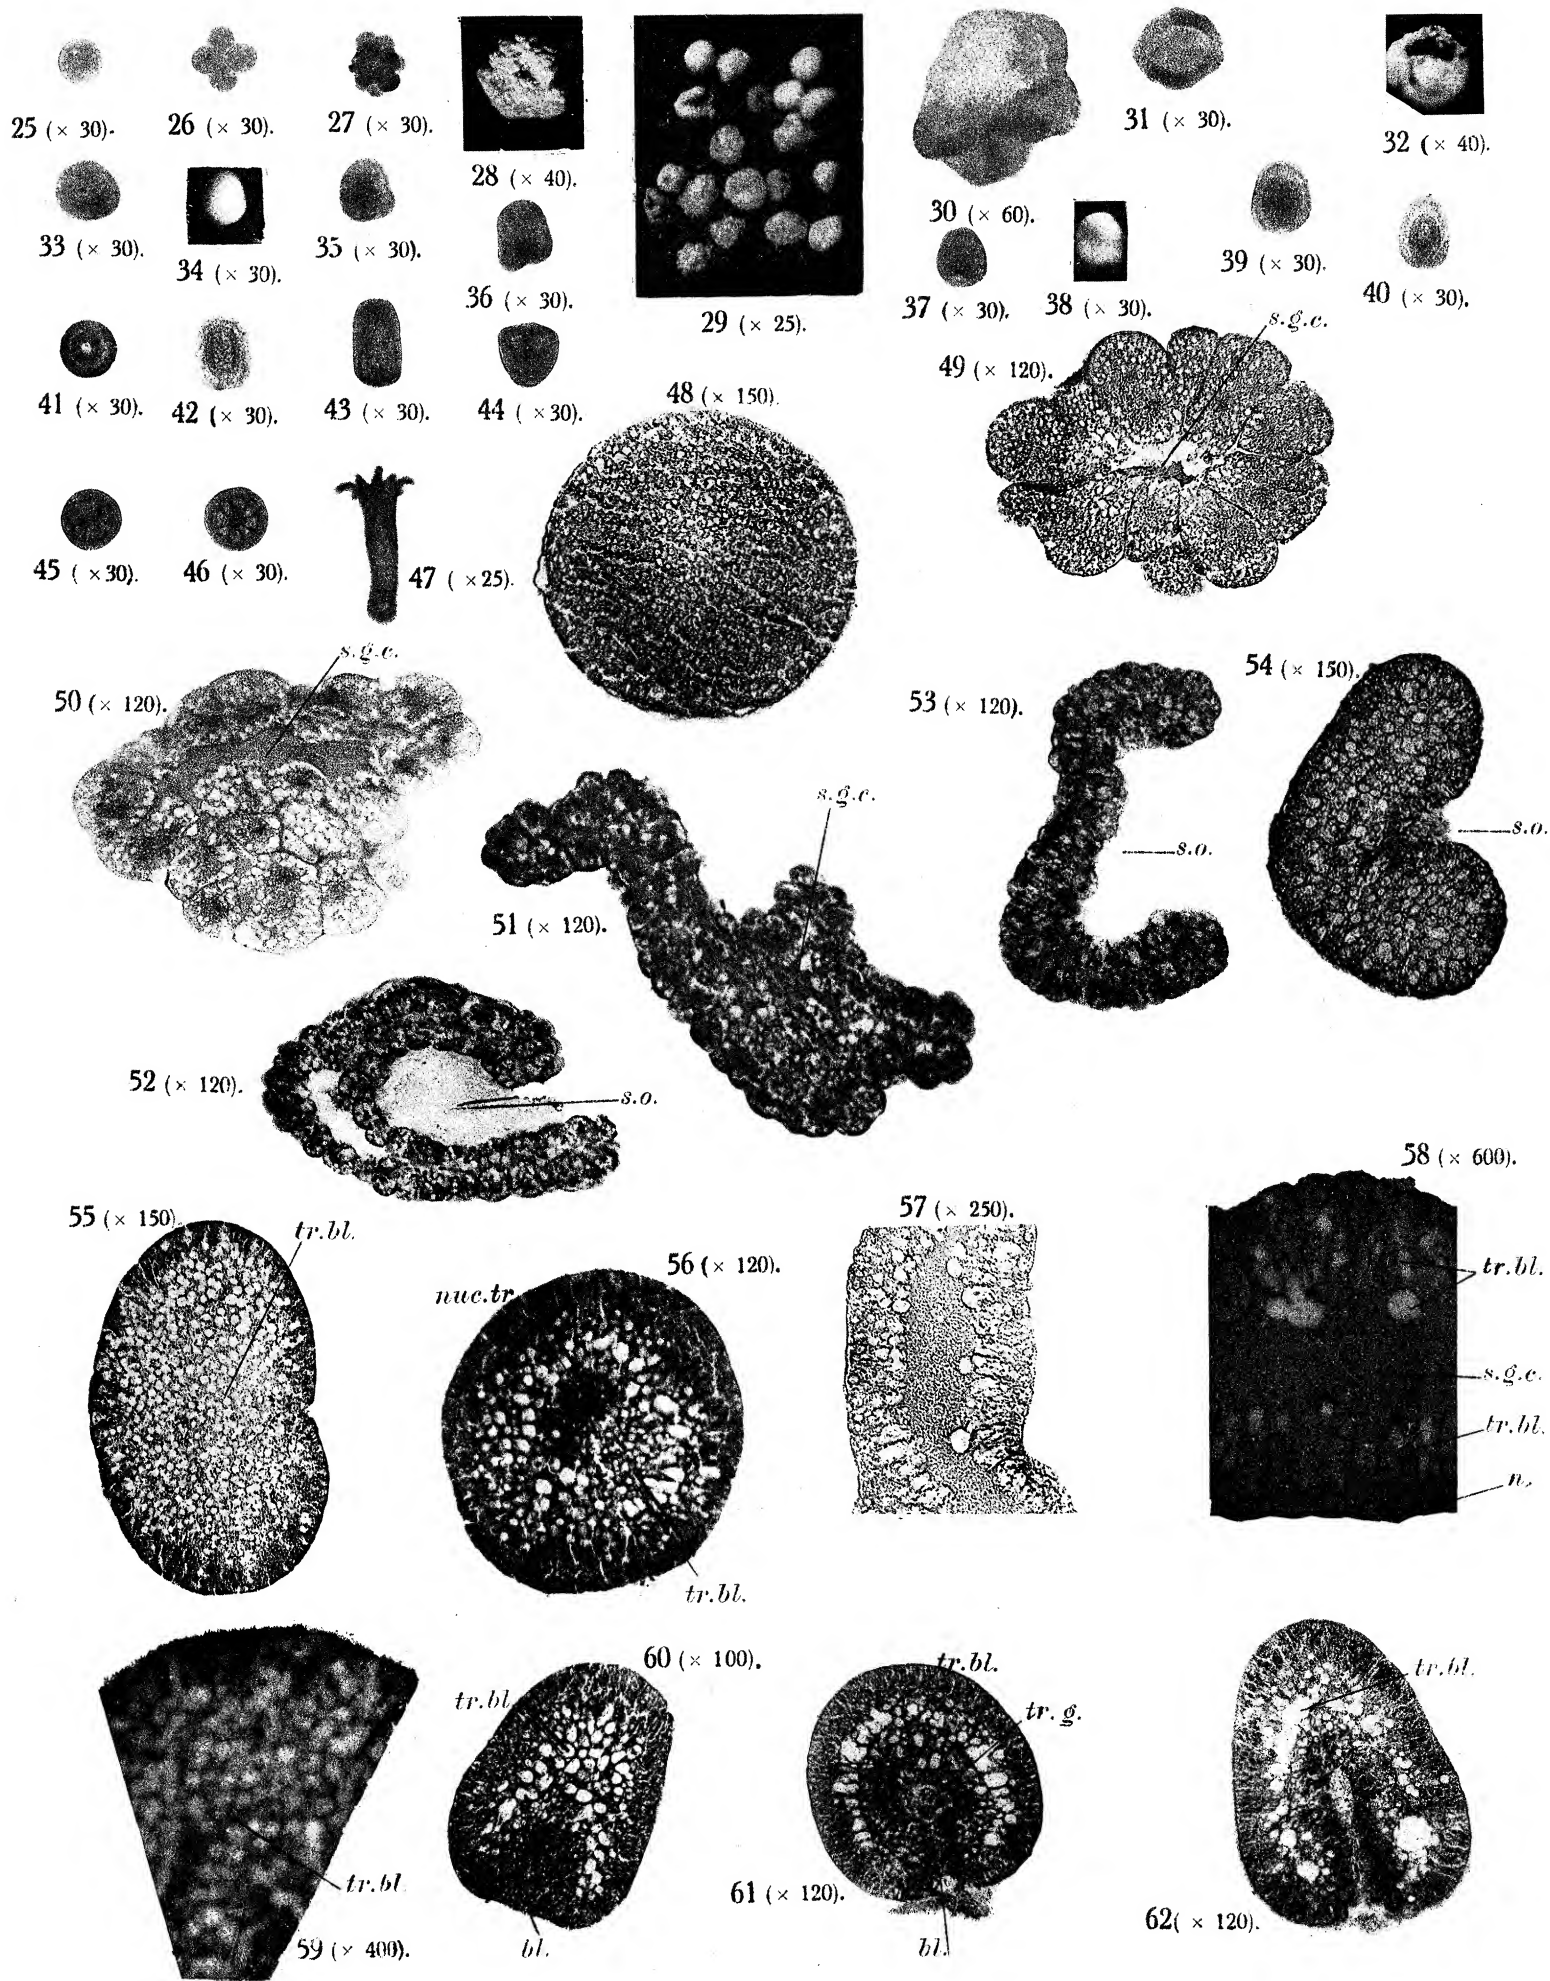 25 (× 30).
26 (× 30).
27 (× 30).
28 (× 40).
29 (× 25).
30 (× 60).
31 (× 30).
32 (× 40).
33 (× 30).
34 (× 30).
35 (× 30).
36 (× 30).
37 (× 30).
38 (× 30).
39 (× 30).
40 (× 30).
41 (× 30).
42 (× 30).
43 (× 30).
44 (× 30).
48 (× 150).
49 (× 120).
s.g.c.
45 (× 30).
46 (× 30).
47 (× 25).
s.g.c.
50 (× 120).
53 (× 120).
54 (× 150).
s.g.c.
s.o.
s.o.
51 (× 120).
52 (× 120).
s.o.
58 (× 600).
55 (× 150).
tr.bl.
56 (× 120).
nuc.tr.
57 (× 250).
tr.bl.
s.g.c.
tr.bl.
n.
tr.bl.
60 (× 100).
tr.bl.
tr.bl.
tr.g.
tr.bl.
tr.bl.
61 (× 120).
62 (× 120).
59 (× 400).
bl.
bl.